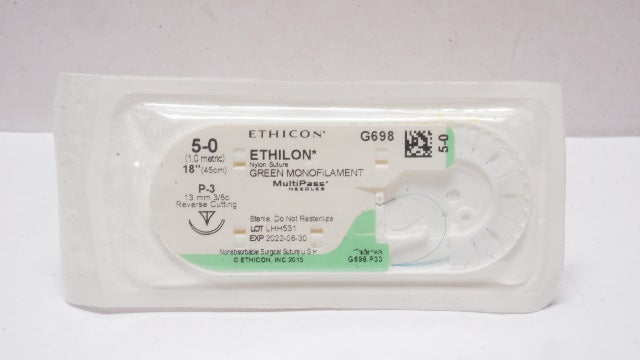 ETHICON*
G698
5-0
5-0
(1.0 metric)
18" (45cm)
ETHILON*
Nylon Suture
GREEN MONOFILAMENT
MultiPass*
NEEDLES
P-3
13 mm 3/8c
Reverse Cutting
Sterile. Do Not Resterilize
LOT LHH531
EXP 2022-06-30
Nonabsorbable Surgical Suture U.S.P.
© ETHICON, INC 2015
*Trademark
G698.P33